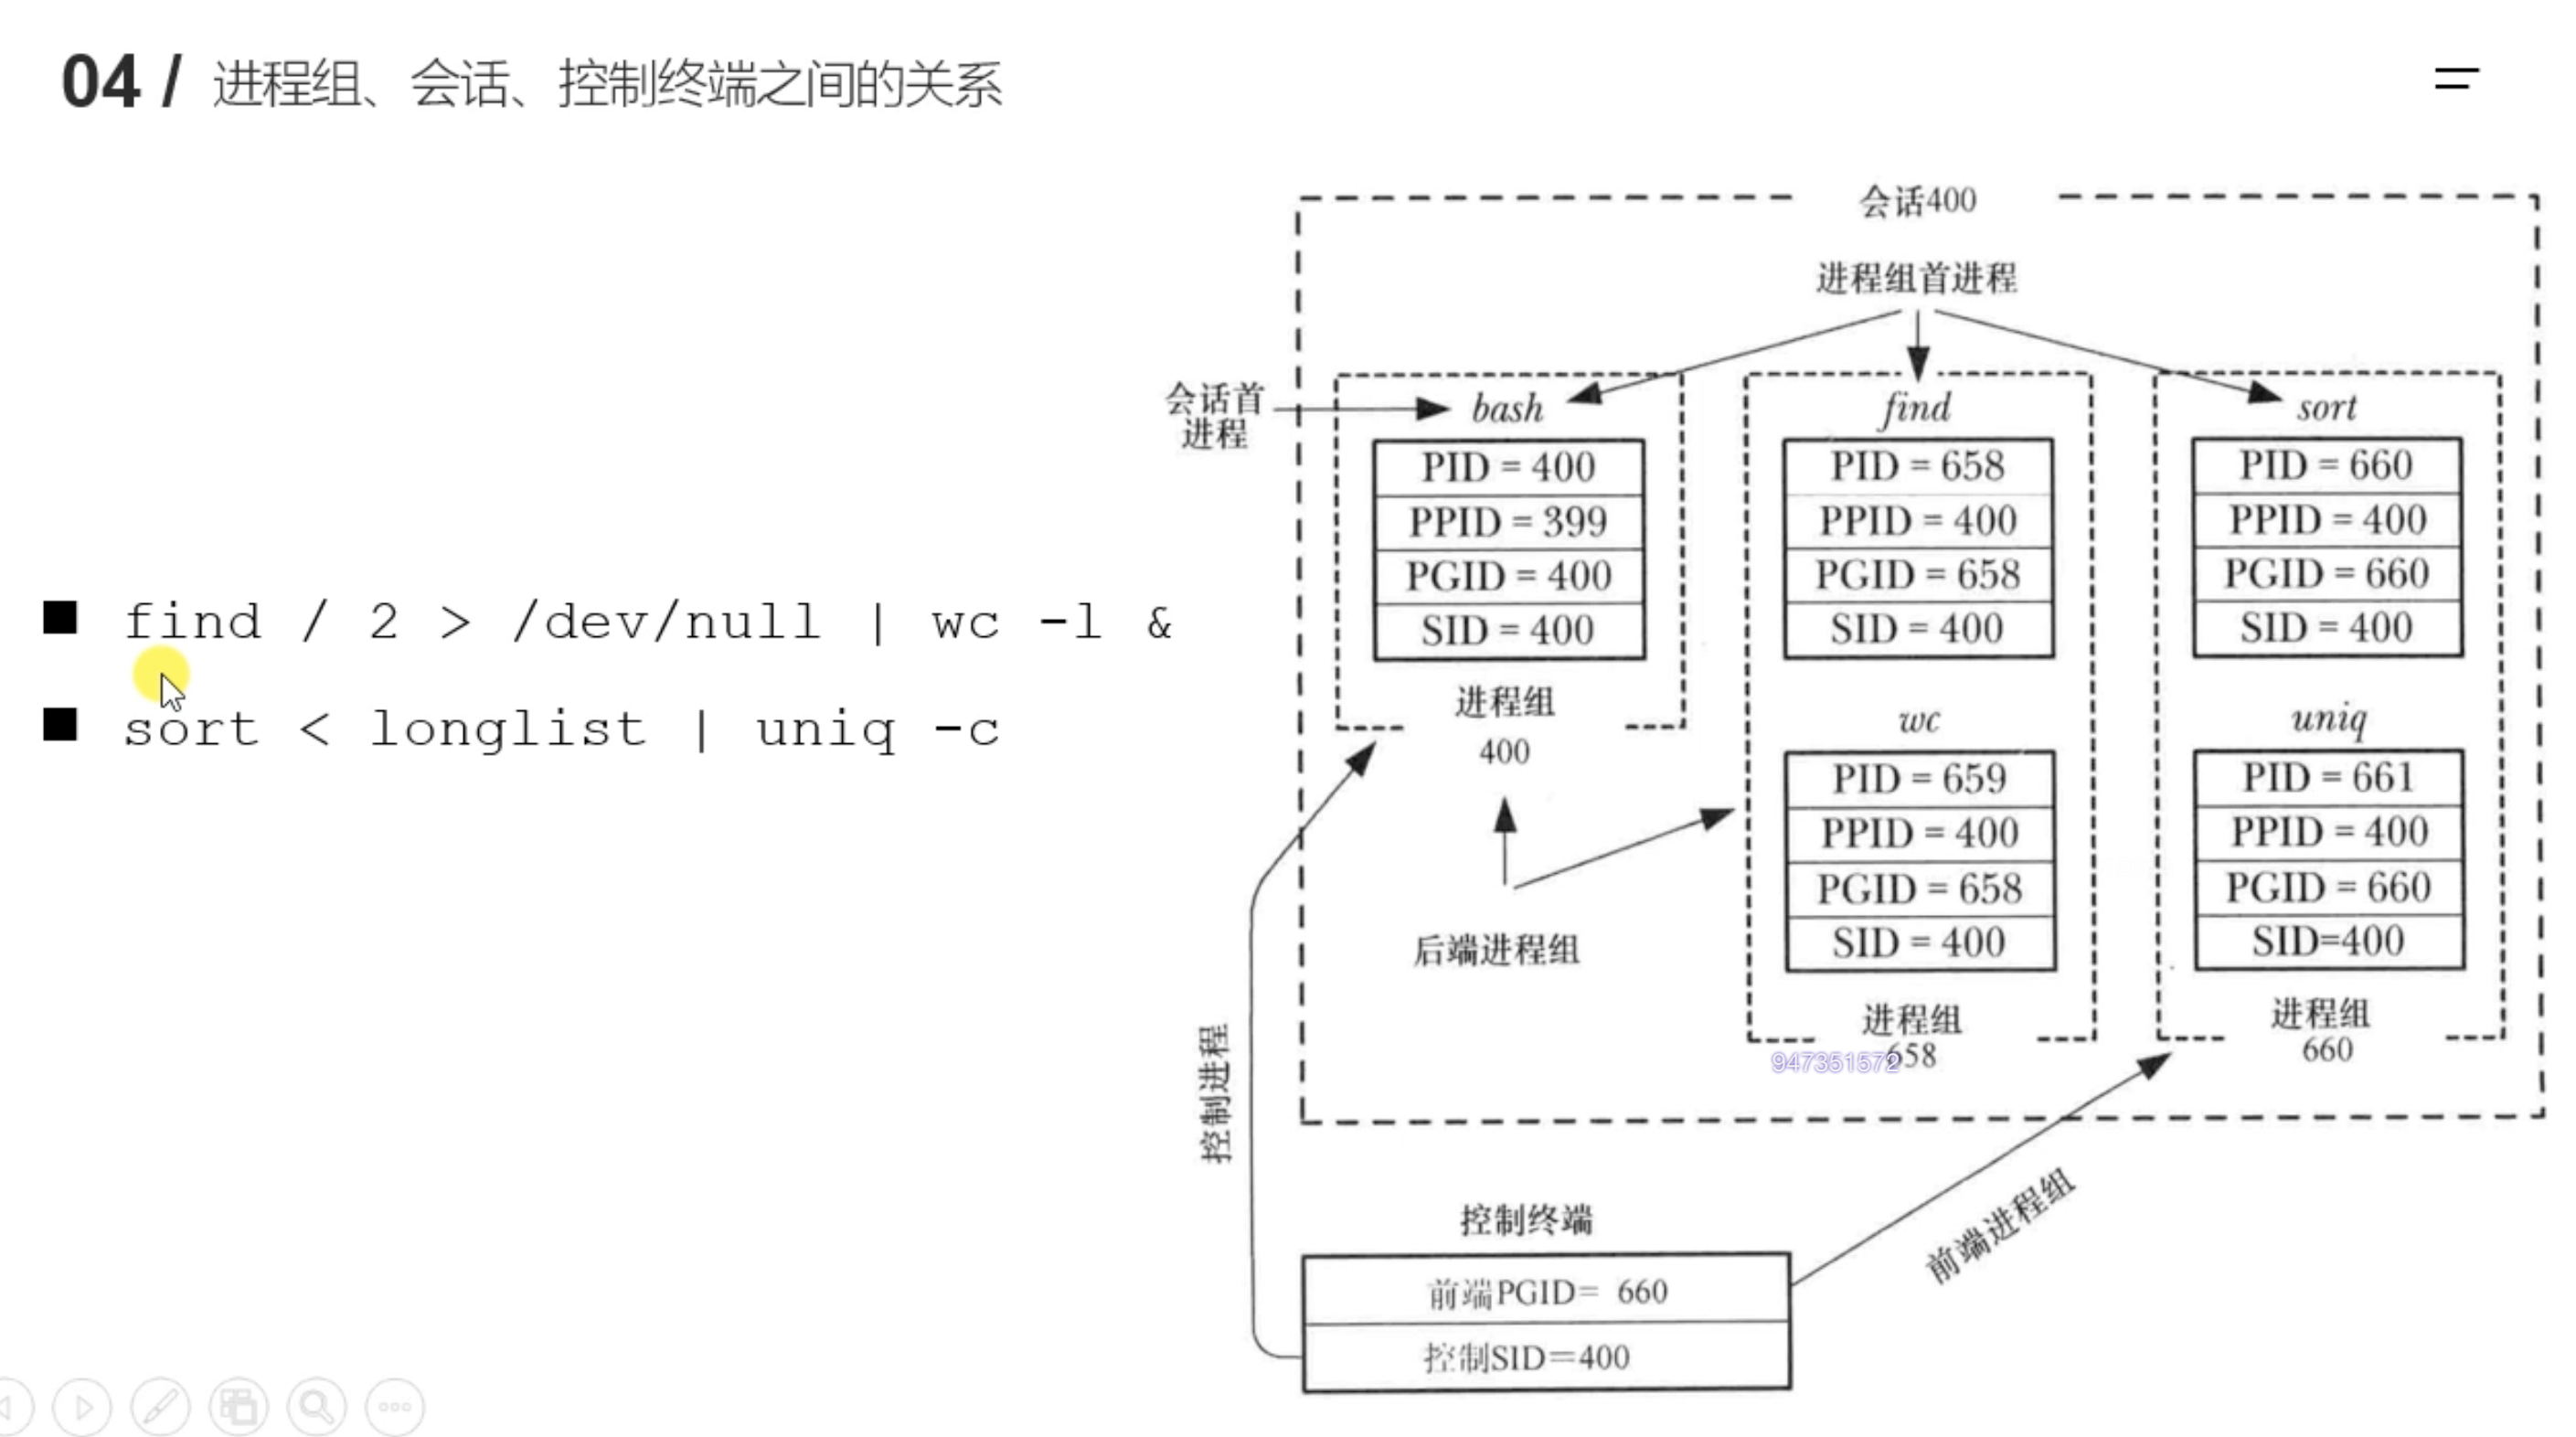 04 / 进程组、会话、控制终端之间的关系
find / 2 > /dev/null | wc -l &
sort < longlist | uniq -c
会话400
进程组首进程
会话首
进程
bash
PID = 400
PPID = 399
PGID = 400
SID = 400
进程组
400
find
PID = 658
PPID = 400
PGID = 658
SID = 400
wc
PID = 659
PPID = 400
PGID = 658
SID = 400
进程组
658
947351572
sort
PID = 660
PPID = 400
PGID = 660
SID = 400
uniq
PID = 661
PPID = 400
PGID = 660
SID=400
进程组
660
后端进程组
控制进程
前端进程组
控制终端
前端PGID= 660
控制SID=400